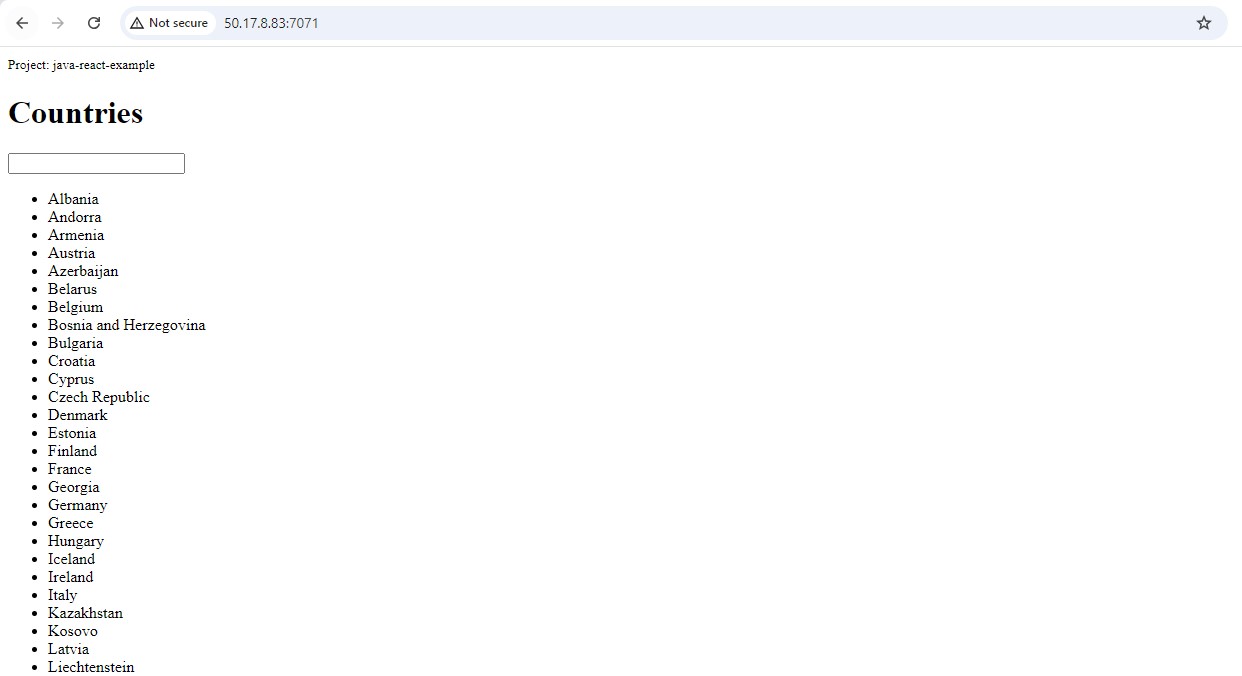 Not secure 50.17.8.83:7071
Project: java-react-example
Countries
Albania
Andorra
Armenia
Austria
Azerbaijan
Belarus
Belgium
Bosnia and Herzegovina
Bulgaria
Croatia
Cyprus
Czech Republic
Denmark
Estonia
Finland
France
Georgia
Germany
Greece
Hungary
Iceland
Ireland
Italy
Kazakhstan
Kosovo
Latvia
Liechtenstein